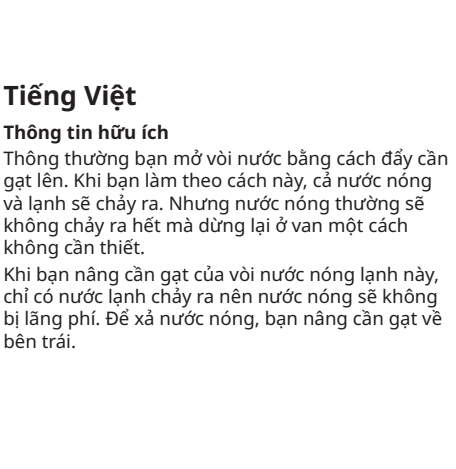 Tiếng Việt
Thông tin hữu ích
Thông thường bạn mở vòi nước bằng cách đẩy cần
gạt lên. Khi bạn làm theo cách này, cả nước nóng
và lạnh sẽ chảy ra. Nhưng nước nóng thường sẽ
không chảy ra hết mà dừng lại ở van một cách
không cần thiết.
Khi bạn nâng cần gạt của vòi nước nóng lạnh này,
chỉ có nước lạnh chảy ra nên nước nóng sẽ không
bị lãng phí. Để xả nước nóng, bạn nâng cần gạt về
bên trái.